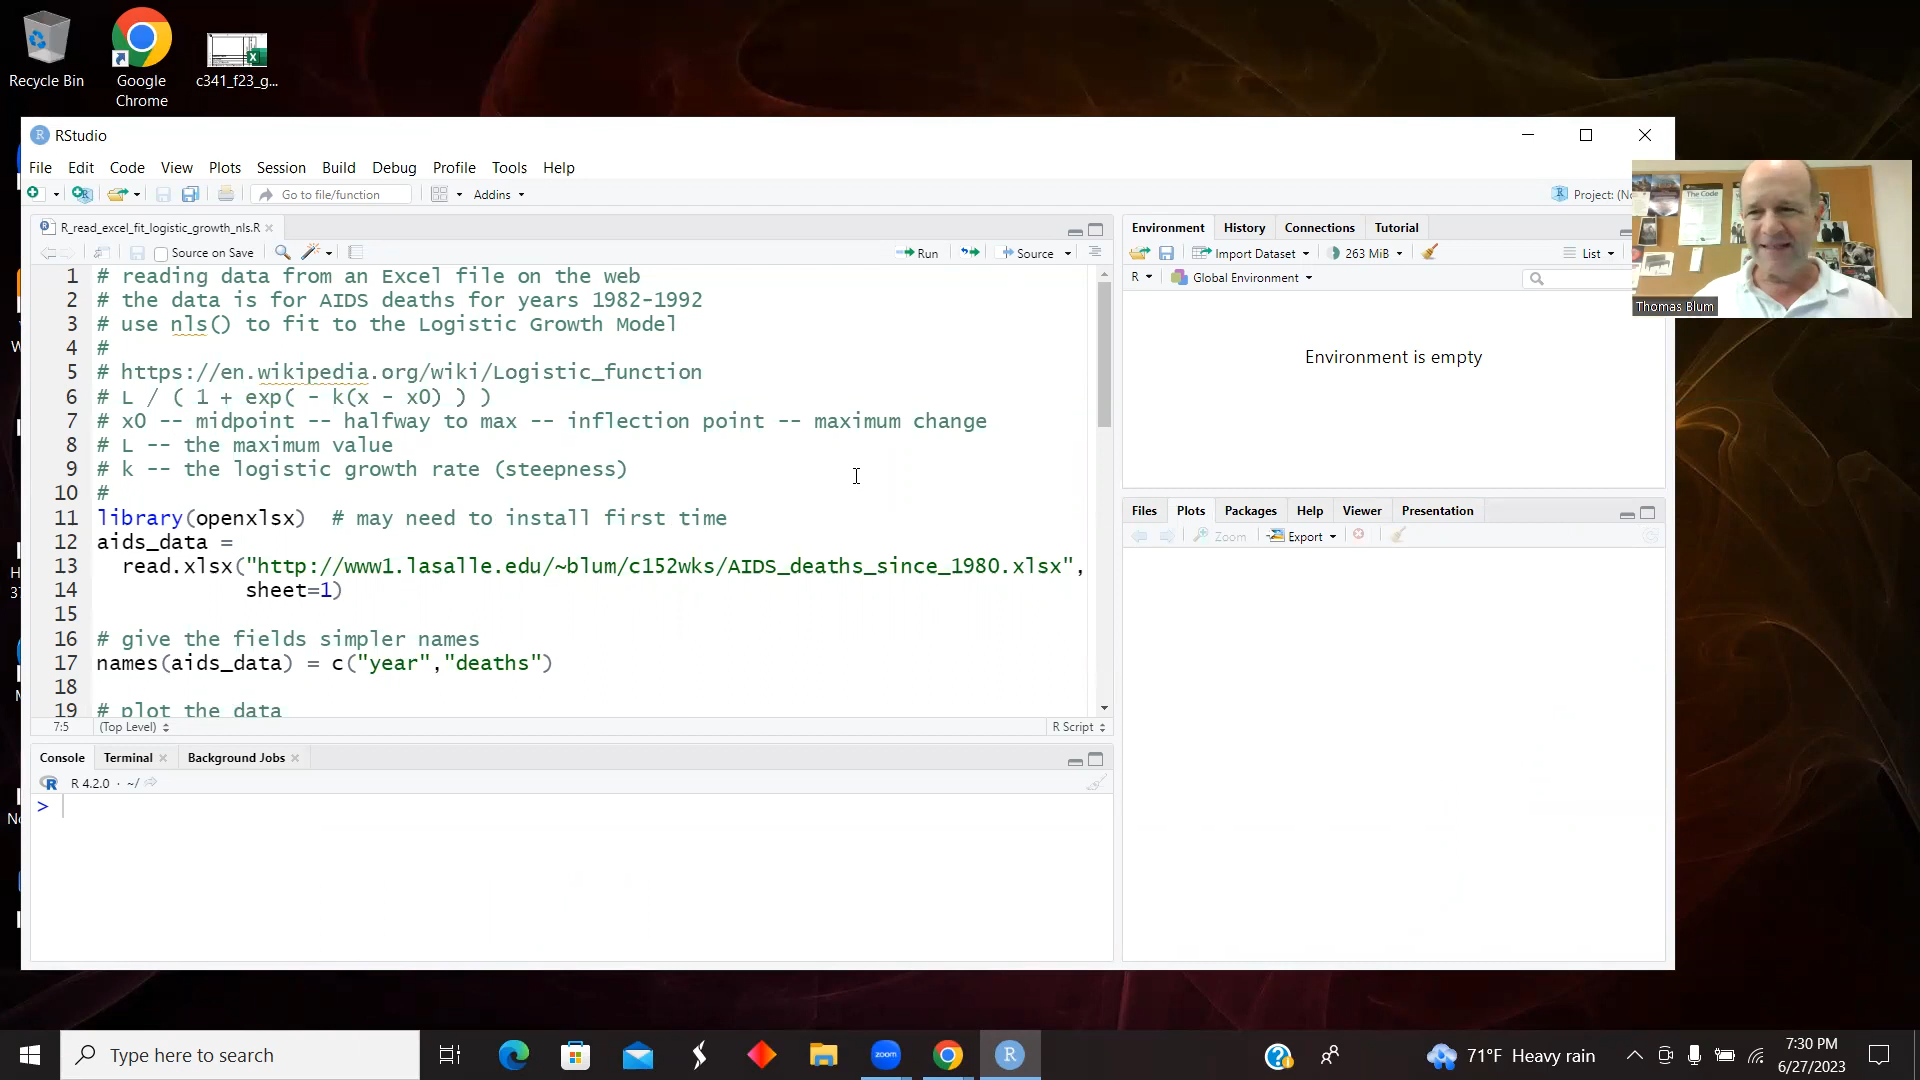 Recycle Bin
Google
Chrome
c341_f23_g...
RStudio
File Edit Code View Plots Session Build Debug Profile Tools Help
Go to file/function
Addins
Project: (No
R_read_excel_fit_logistic_growth_nls.R
Source on Save
Run
Source
1 # reading data from an Excel file on the web
2 # the data is for AIDS deaths for years 1982-1992
3 # use nls() to fit to the Logistic Growth Model
4 #
5 # https://en.wikipedia.org/wiki/Logistic_function
6 # L / ( 1 + exp( - k(x - x0) ) )
7 # x0 -- midpoint -- halfway to max -- inflection point -- maximum change
8 # L -- the maximum value
9 # k -- the logistic growth rate (steepness)
10 #
11 library(openxlsx)  # may need to install first time
12 aids_data =
13   read.xlsx("http://www1.lasalle.edu/~blum/c152wks/AIDS_deaths_since_1980.xlsx",
14             sheet=1)
15
16 # give the fields simpler names
17 names(aids_data) = c("year","deaths")
18
19 # plot the data
7:5 (Top Level)
R Script
Console Terminal Background Jobs
R 4.2.0 · ~/
>
Environment History Connections Tutorial
Import Dataset
263 MiB
List
R
Global Environment
Environment is empty
Files Plots Packages Help Viewer Presentation
Zoom
Export
The Code
Thomas Blum
Type here to search
zoom
71°F Heavy rain
7:30 PM
6/27/2023